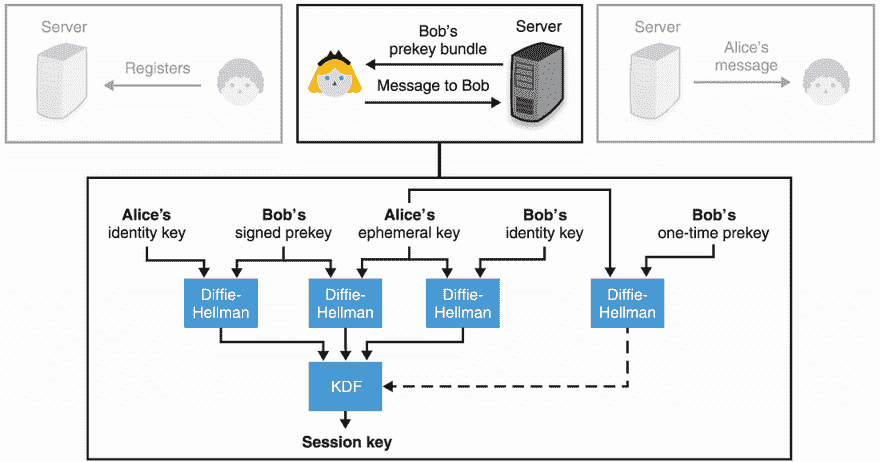 Server
Registers
Bob's
prekey bundle
Message to Bob
Server
Server
Alice's
message
Alice's
identity key
Bob's
signed prekey
Alice's
ephemeral key
Bob's
identity key
Bob's
one-time prekey
Diffie-
Hellman
Diffie-
Hellman
Diffie-
Hellman
Diffie-
Hellman
KDF
Session key